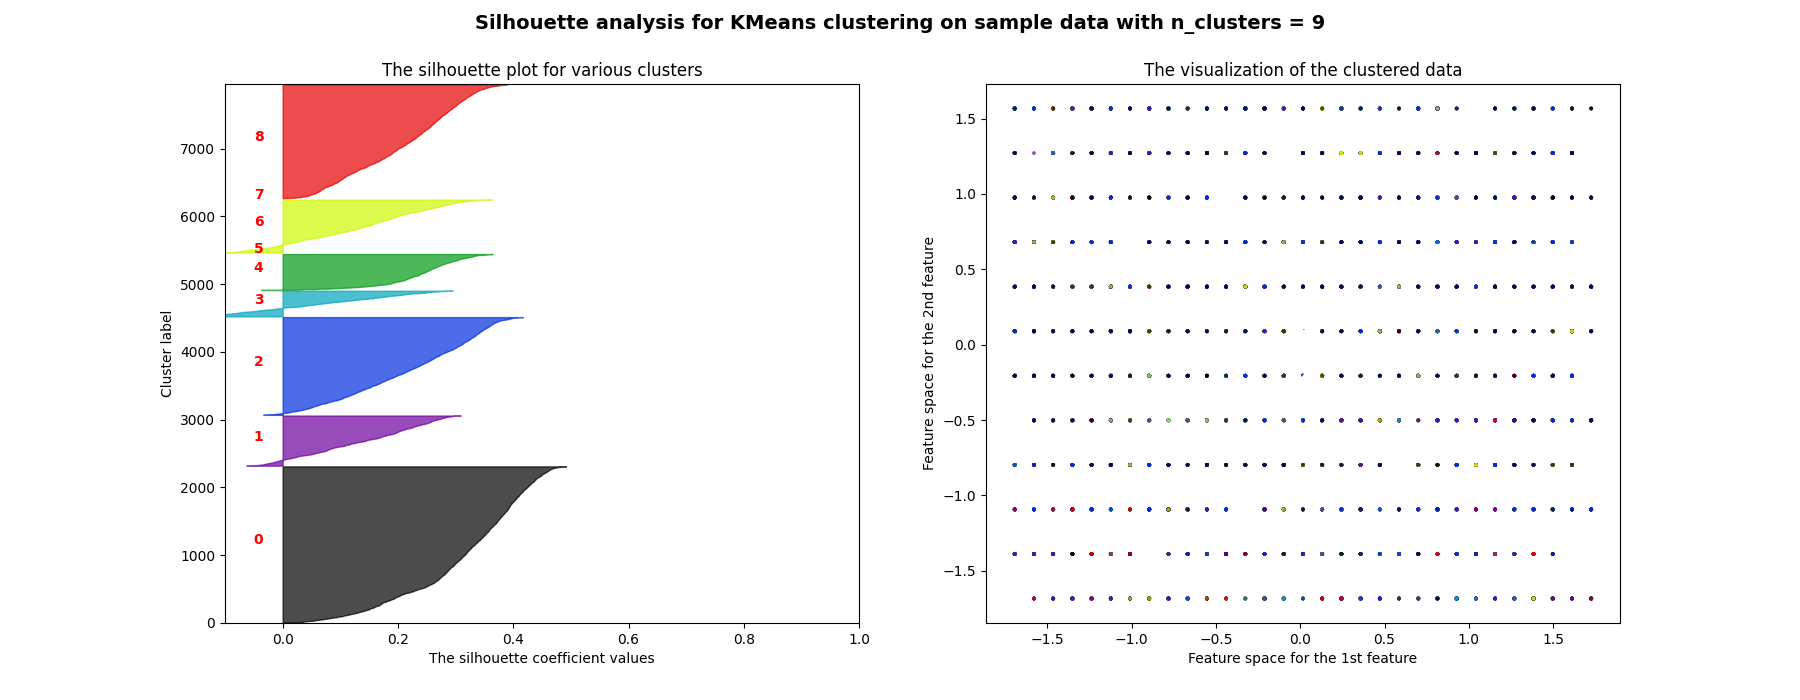 Silhouette analysis for KMeans clustering on sample data with n_clusters = 9
The silhouette plot for various clusters
Cluster label
7000
6000
5000
4000
3000
2000
1000
0
8
7
6
5
4
3
2
1
0
0.0 0.2 0.4 0.6 0.8 1.0
The silhouette coefficient values
The visualization of the clustered data
Feature space for the 2nd feature
1.5
1.0
0.5
0.0
−0.5
−1.0
−1.5
−1.5 −1.0 −0.5 0.0 0.5 1.0 1.5
Feature space for the 1st feature